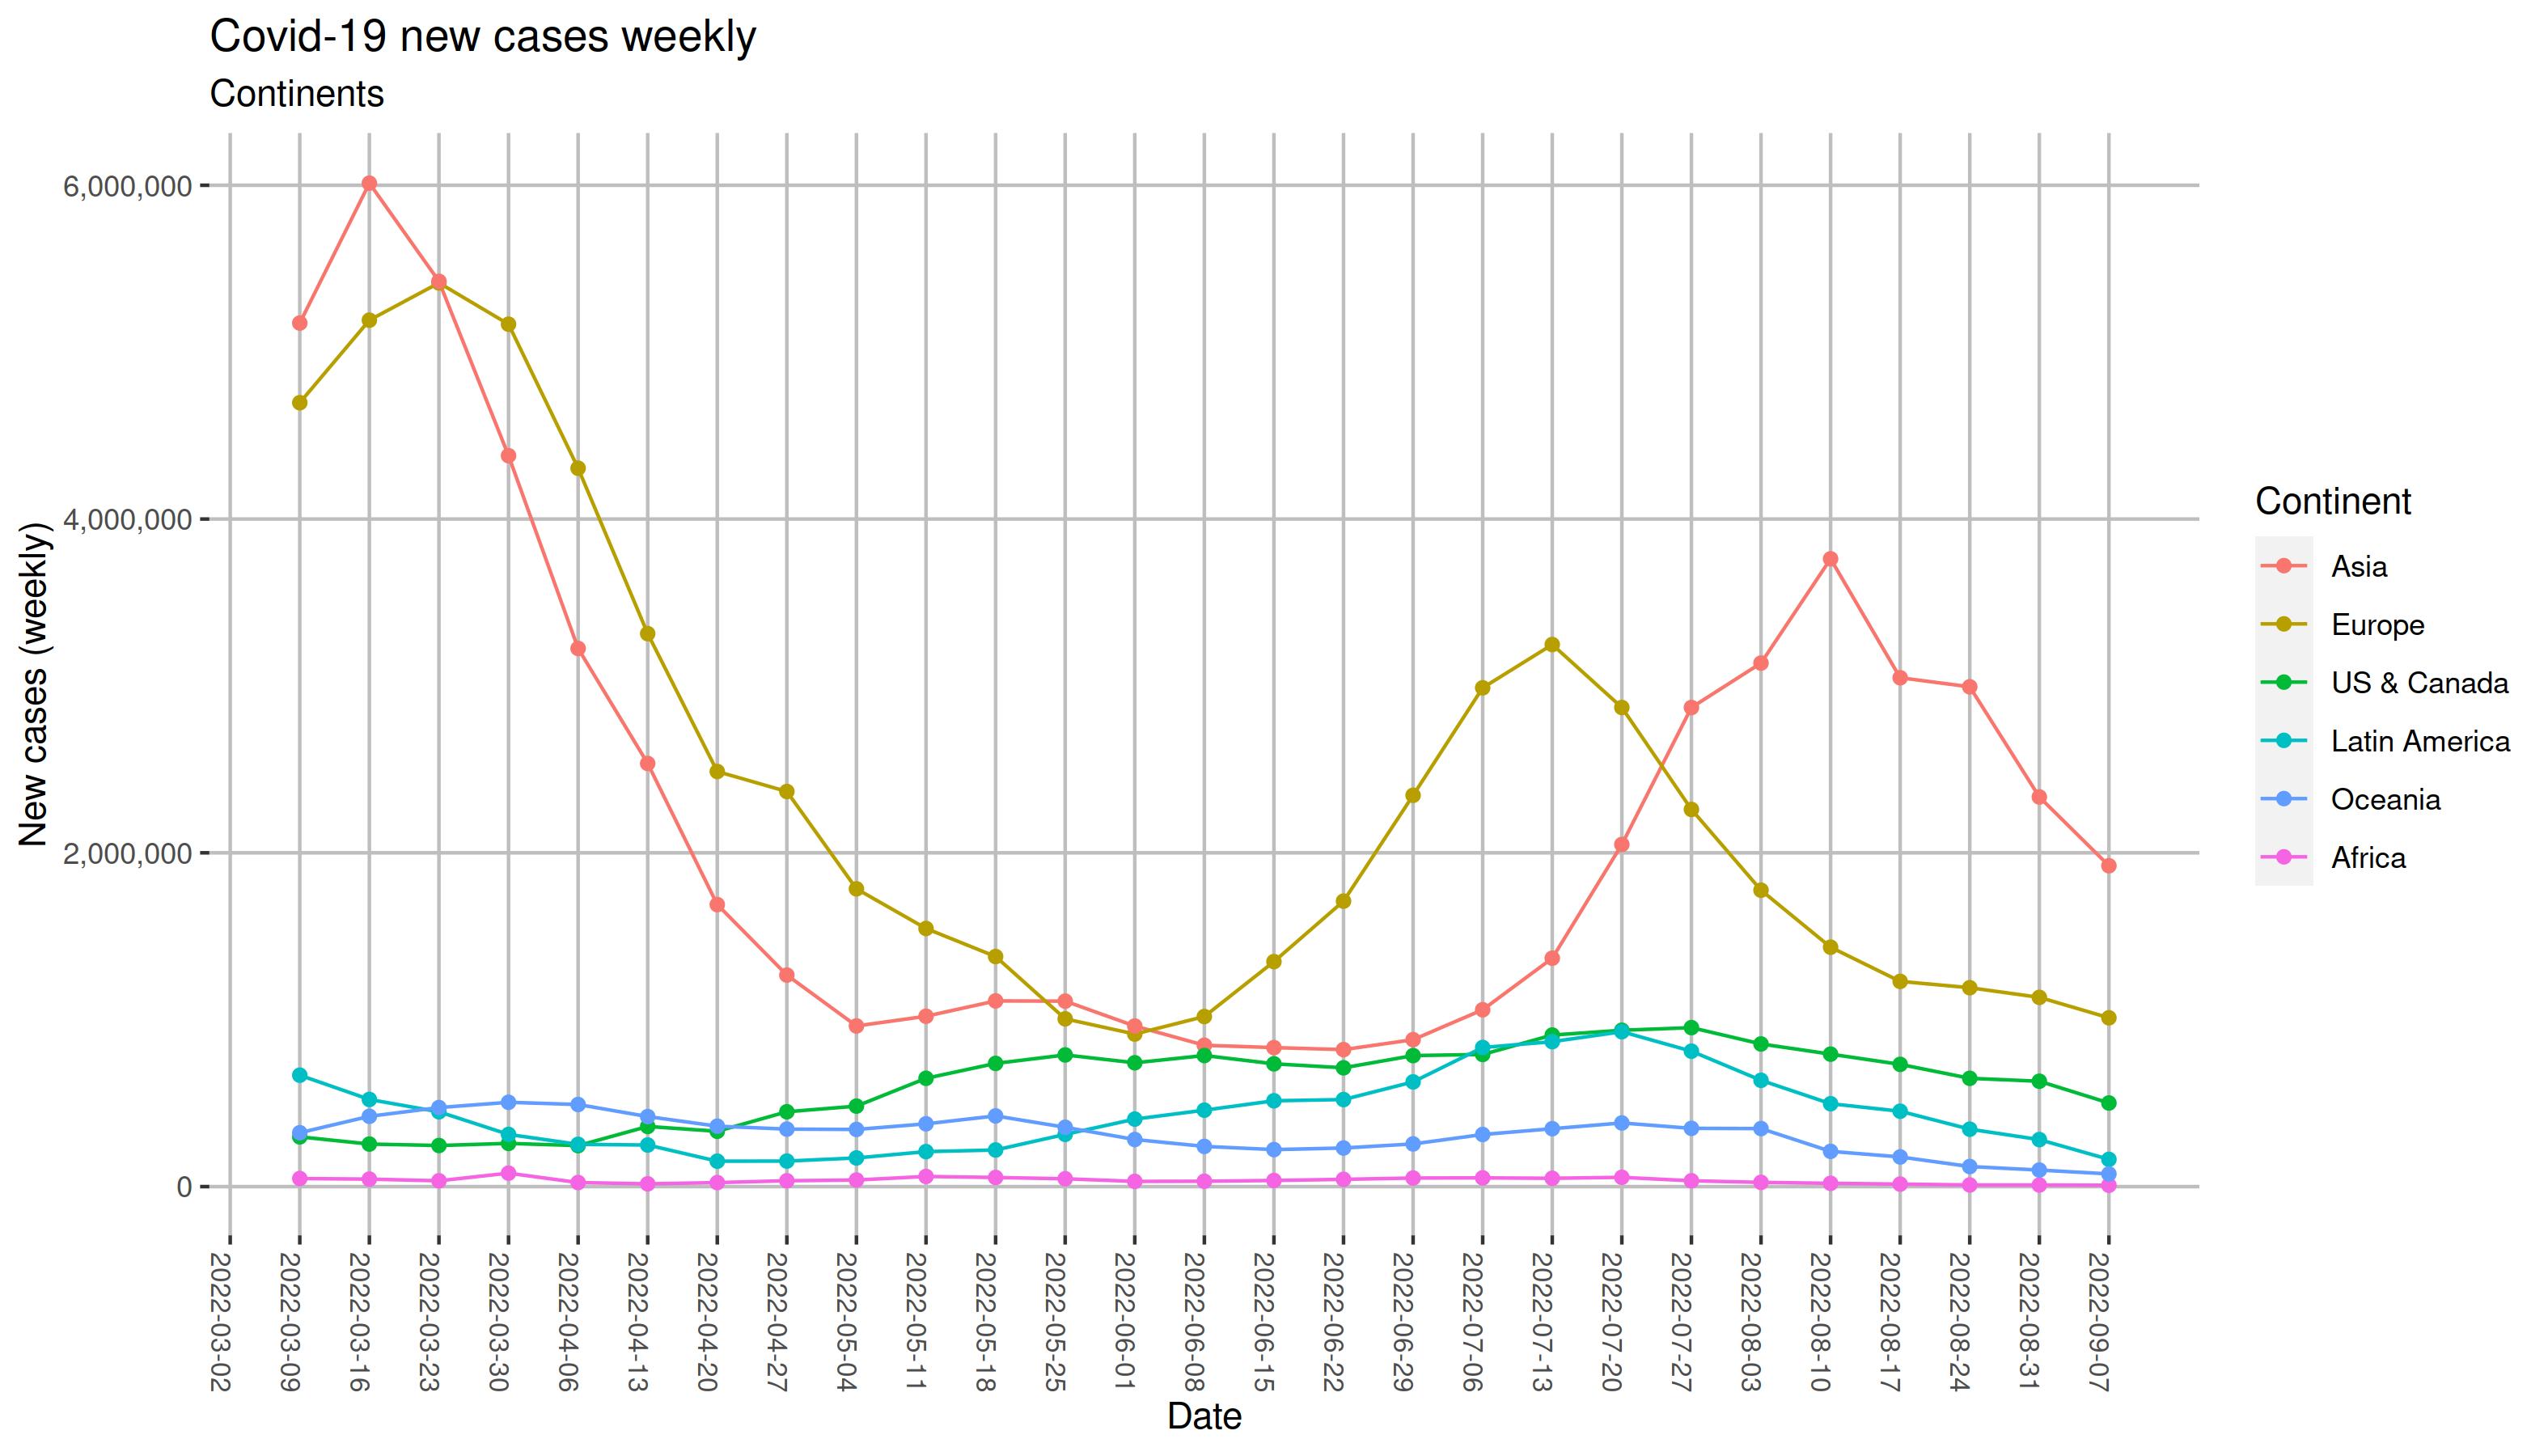 Covid-19 new cases weekly
Continents
New cases (weekly)
6,000,000
4,000,000
2,000,000
0
2022-03-02
2022-03-09
2022-03-16
2022-03-23
2022-03-30
2022-04-06
2022-04-13
2022-04-20
2022-04-27
2022-05-04
2022-05-11
2022-05-18
2022-05-25
2022-06-01
2022-06-08
2022-06-15
2022-06-22
2022-06-29
2022-07-06
2022-07-13
2022-07-20
2022-07-27
2022-08-03
2022-08-10
2022-08-17
2022-08-24
2022-08-31
2022-09-07
Date
Continent
Asia
Europe
US & Canada
Latin America
Oceania
Africa